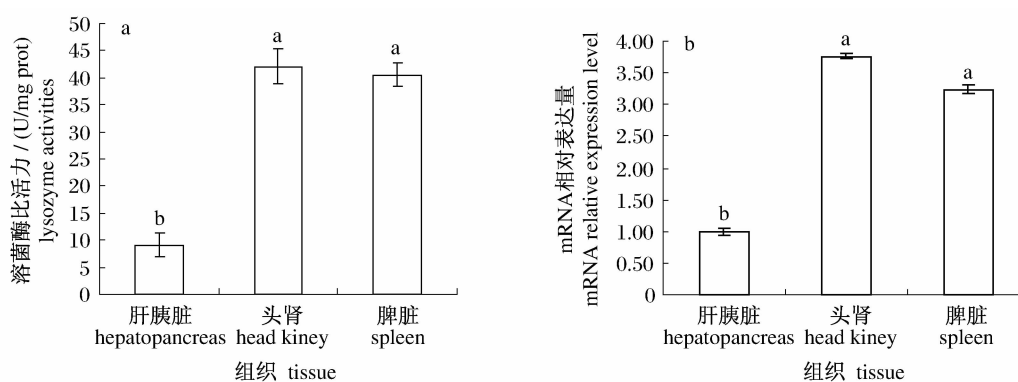 溶菌酶比活力 / (U/mg prot)
lysozyme activities
50
45
40
35
30
25
20
15
10
5
0
a
b
a
a
肝胰脏
hepatopancreas
头肾
head kiney
脾脏
spleen
组织 tissue
mRNA相对表达量
mRNA relative expression level
4.00
3.50
3.00
2.50
2.00
1.50
1.00
0.50
0
b
b
a
a
肝胰脏
hepatopancreas
头肾
head kiney
脾脏
spleen
组织 tissue